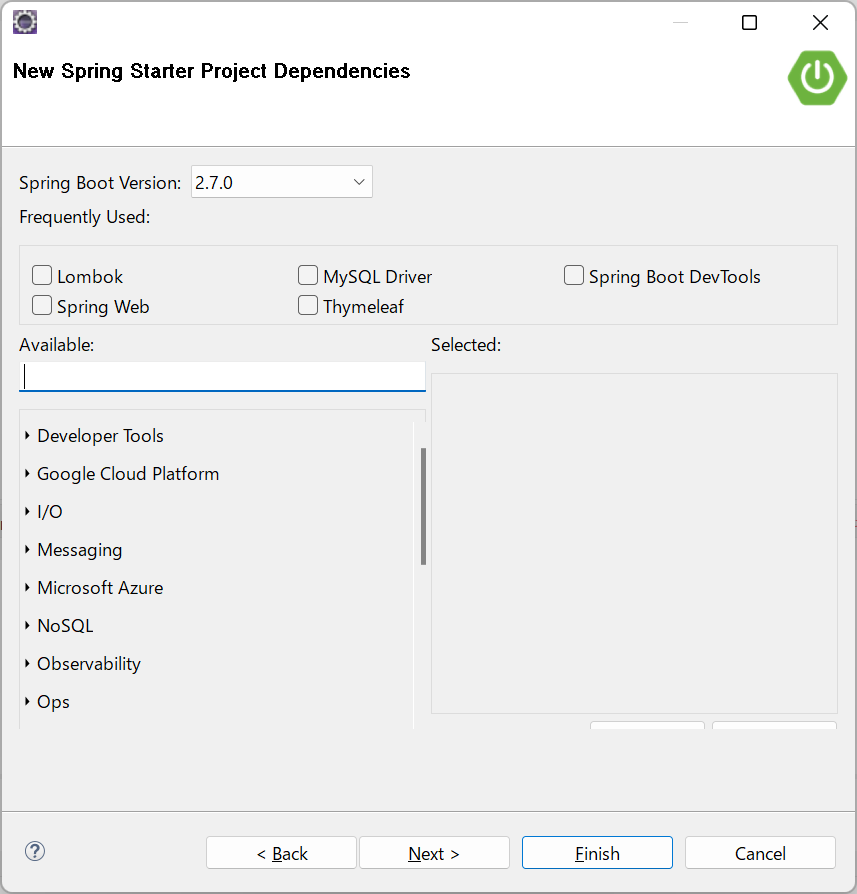 New Spring Starter Project Dependencies
Spring Boot Version: 2.7.0
Frequently Used:
Lombok MySQL Driver Spring Boot DevTools
Spring Web Thymeleaf
Available: Selected:
Developer Tools
Google Cloud Platform
I/O
Messaging
Microsoft Azure
NoSQL
Observability
Ops
? < Back Next > Finish Cancel